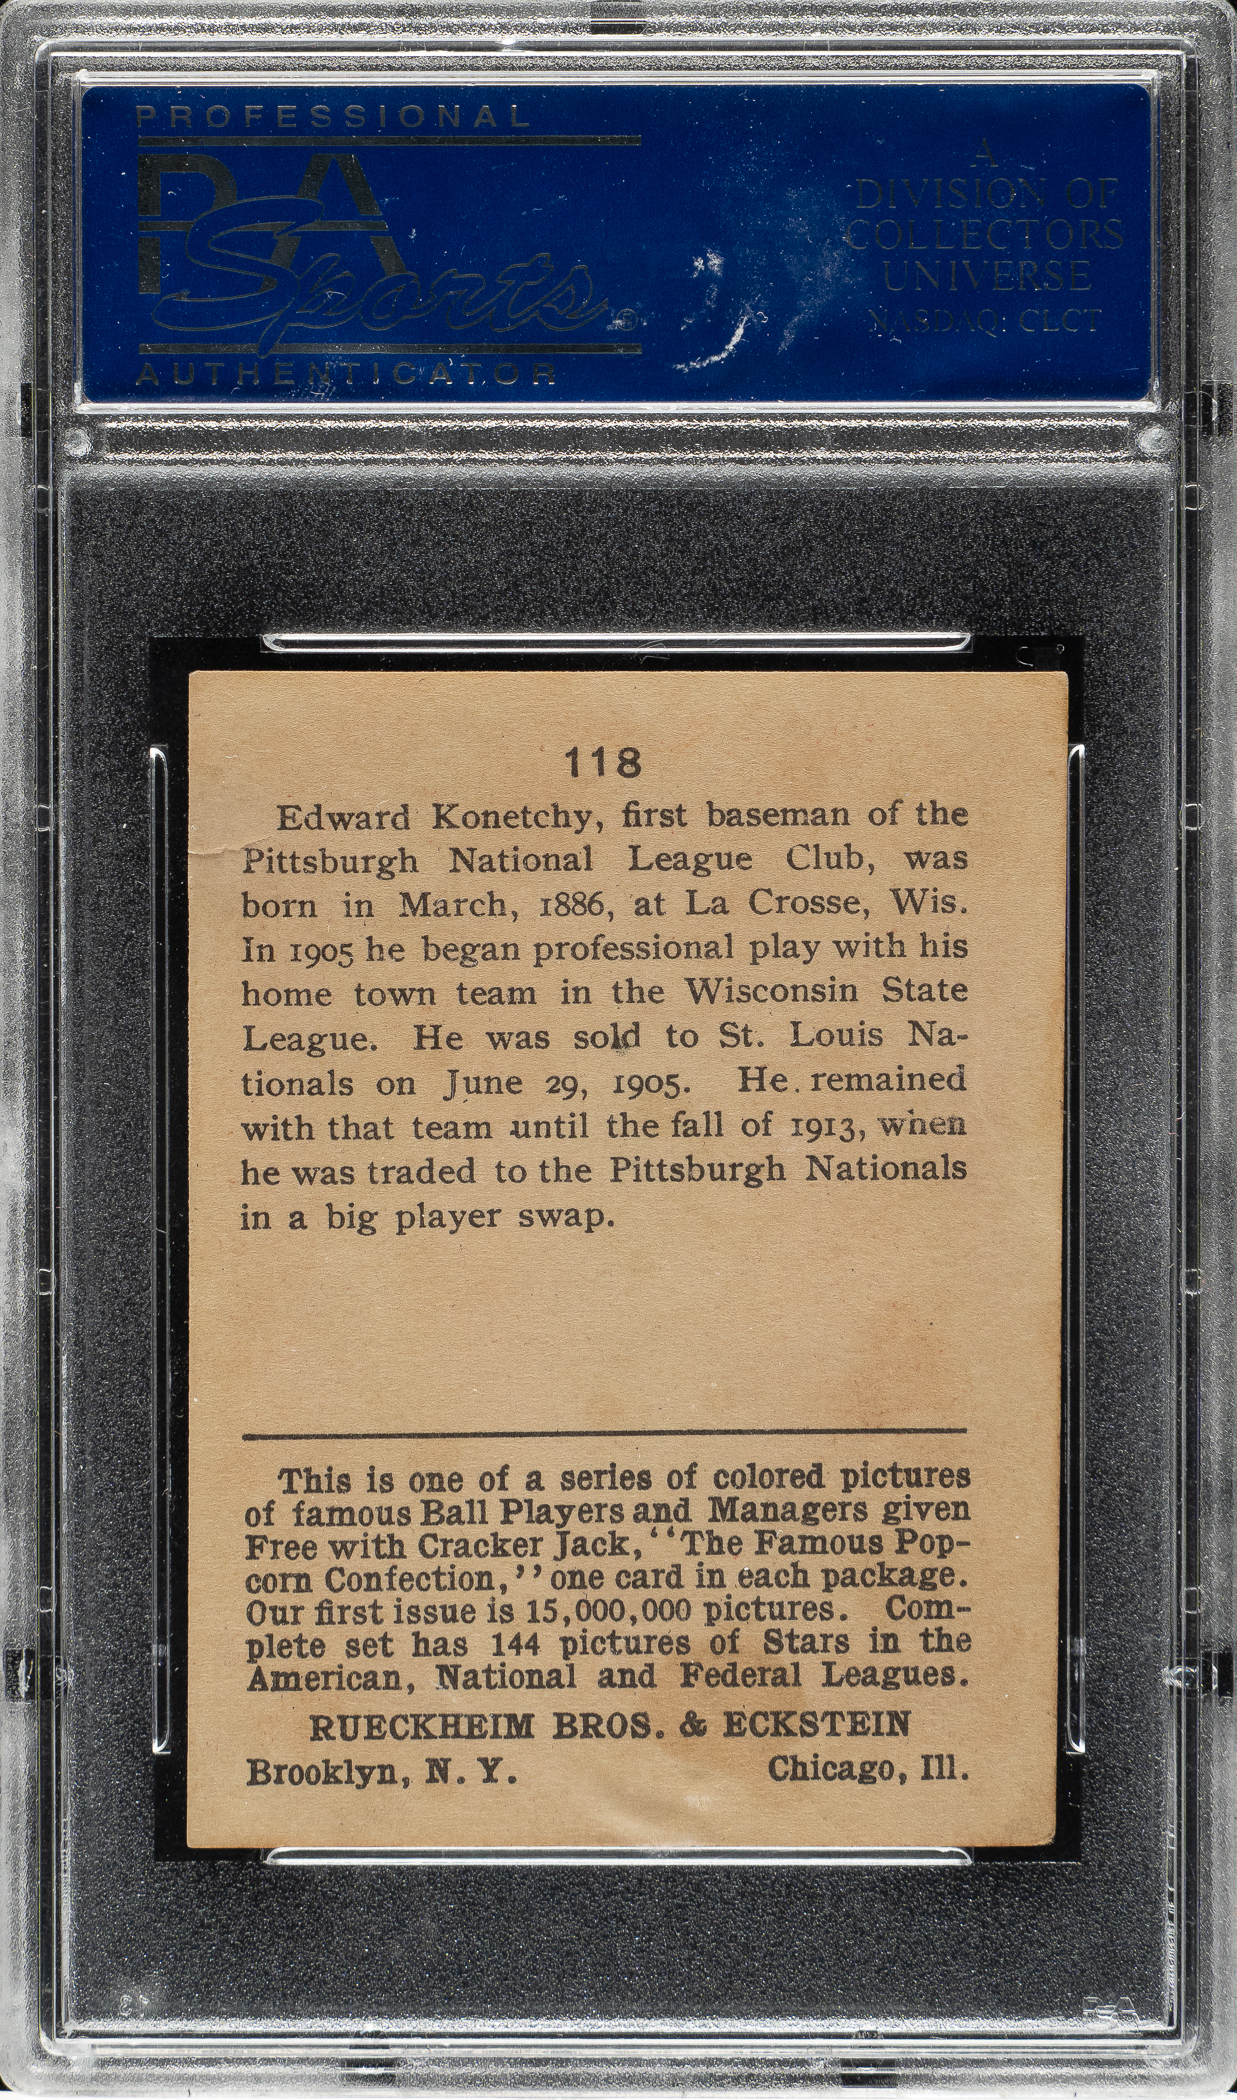 PROFESSIONAL
PSA
Sports®
AUTHENTICATOR
A
DIVISION OF
COLLECTORS
UNIVERSE
NASDAQ: CLCT
118
Edward Konetchy, first baseman of the
Pittsburgh National League Club, was
born in March, 1886, at La Crosse, Wis.
In 1905 he began professional play with his
home town team in the Wisconsin State
League. He was sold to St. Louis Na-
tionals on June 29, 1905. He remained
with that team until the fall of 1913, when
he was traded to the Pittsburgh Nationals
in a big player swap.
This is one of a series of colored pictures
of famous Ball Players and Managers given
Free with Cracker Jack, "The Famous Pop-
corn Confection," one card in each package.
Our first issue is 15,000,000 pictures. Com-
plete set has 144 pictures of Stars in the
American, National and Federal Leagues.
RUECKHEIM BROS. & ECKSTEIN
Brooklyn, N. Y. Chicago, Ill.
PSA